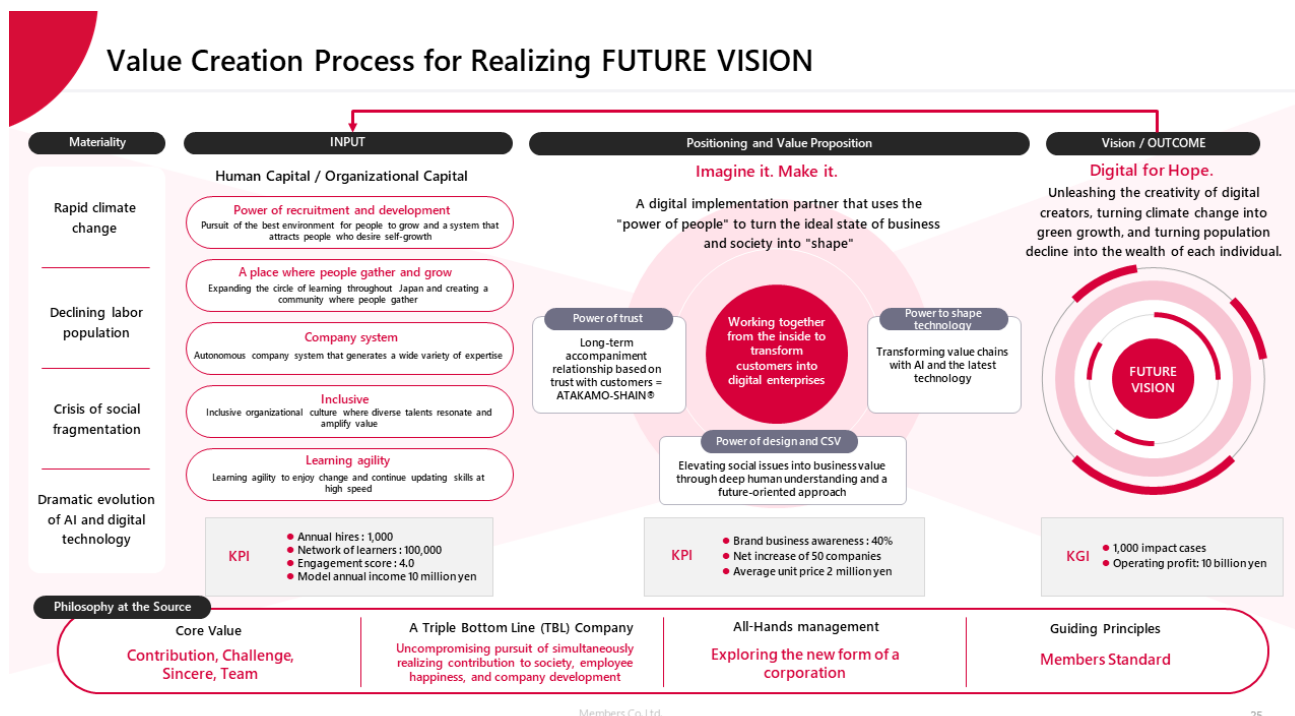 Value Creation Process for Realizing FUTURE VISION
Materiality
Rapid climate
change
Declining labor
population
Crisis of social
fragmentation
Dramatic evolution
of AI and digital
technology
INPUT
Human Capital / Organizational Capital
Power of recruitment and development
Pursuit of the best environment for people to grow and a system that
attracts people who desire self-growth
A place where people gather and grow
Expanding the circle of learning throughout Japan and creating a
community where people gather
Company system
Autonomous company system that generates a wide variety of expertise
Inclusive
Inclusive organizational culture where diverse talents resonate and
amplify value
Learning agility
Learning agility to enjoy change and continue updating skills at
high speed
KPI
● Annual hires : 1,000
● Network of learners : 100,000
● Engagement score : 4.0
● Model annual income 10 million yen
Positioning and Value Proposition
Imagine it. Make it.
A digital implementation partner that uses the
"power of people" to turn the ideal state of business
and society into "shape"
Power of trust
Long-term
accompaniment
relationship based on
trust with customers =
ATAKAMO-SHAIN®
Working together
from the inside to
transform
customers into
digital enterprises
Power to shape
technology
Transforming value chains
with AI and the latest
technology
Power of design and CSV
Elevating social issues into business value
through deep human understanding and a
future-oriented approach
KPI
● Brand business awareness : 40%
● Net increase of 50 companies
● Average unit price 2 million yen
Vision / OUTCOME
Digital for Hope.
Unleashing the creativity of digital
creators, turning climate change into
green growth, and turning population
decline into the wealth of each individual.
FUTURE
VISION
KGI
● 1,000 impact cases
● Operating profit: 10 billion yen
Philosophy at the Source
Core Value
Contribution, Challenge,
Sincere, Team
A Triple Bottom Line (TBL) Company
Uncompromising pursuit of simultaneously
realizing contribution to society, employee
happiness, and company development
All-Hands management
Exploring the new form of a
corporation
Guiding Principles
Members Standard
Members Co.,Ltd.
25